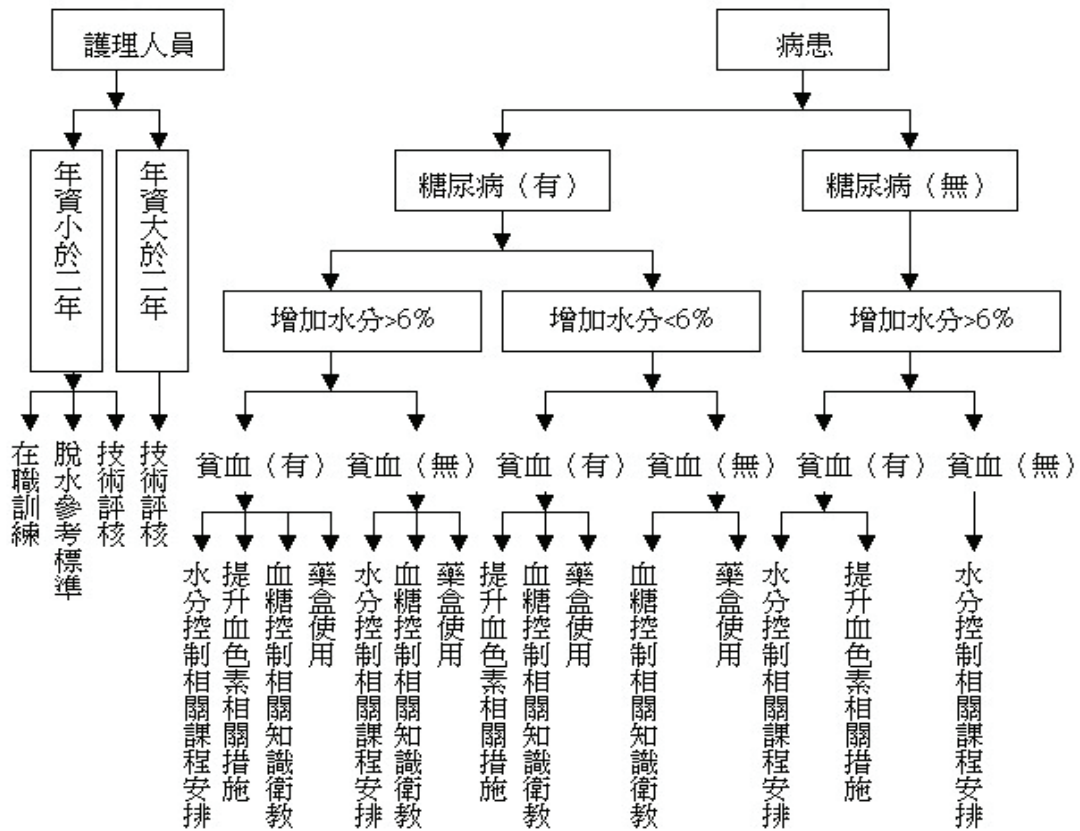 護理人員
病患
年資小於二年
年資大於二年
糖尿病（有）
糖尿病（無）
增加水分>6%
增加水分<6%
增加水分>6%
在職訓練
脫水參考標準
技術評核
技術評核
貧血（有）
貧血（無）
貧血（有）
貧血（無）
貧血（有）
貧血（無）
水分控制相關課程安排
提升血色素相關措施
血糖控制相關知識衛教
藥盒使用
水分控制相關課程安排
血糖控制相關知識衛教
藥盒使用
提升血色素相關措施
血糖控制相關知識衛教
藥盒使用
血糖控制相關知識衛教
藥盒使用
水分控制相關課程安排
提升血色素相關措施
水分控制相關課程安排